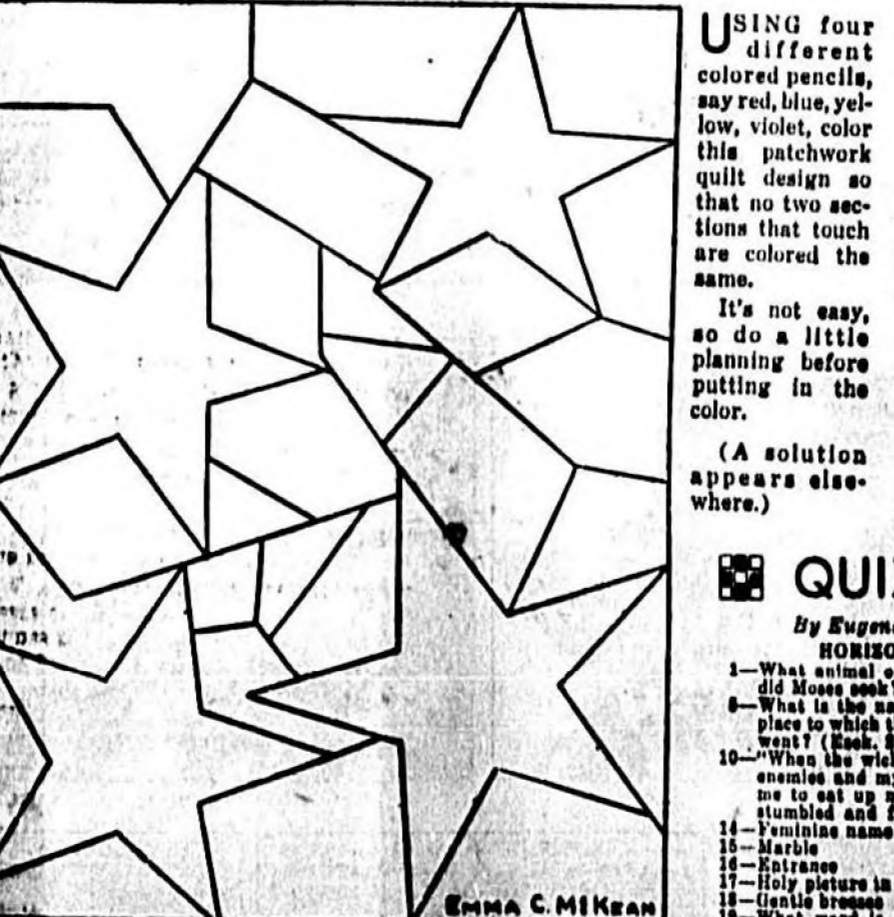 USING four
different
colored pencils,
say red, blue, yel-
low, violet, color
this patchwork
quilt design so
that no two sec-
tions that touch
are colored the
same.
It's not easy,
so do a little
planning before
putting in the
color.
(A solution
appears else-
where.)
QUI
By Eugene
HORIZO
1—What animal
did Moses seek
What is the
place to which
went?
10—"When the
enemies and my
me to eat up
stumbled and
14—Feminine name
15—Marble
16—Entrance
17—Holy picture in
18—Gentle breezes
EMMA C. MCKEAN